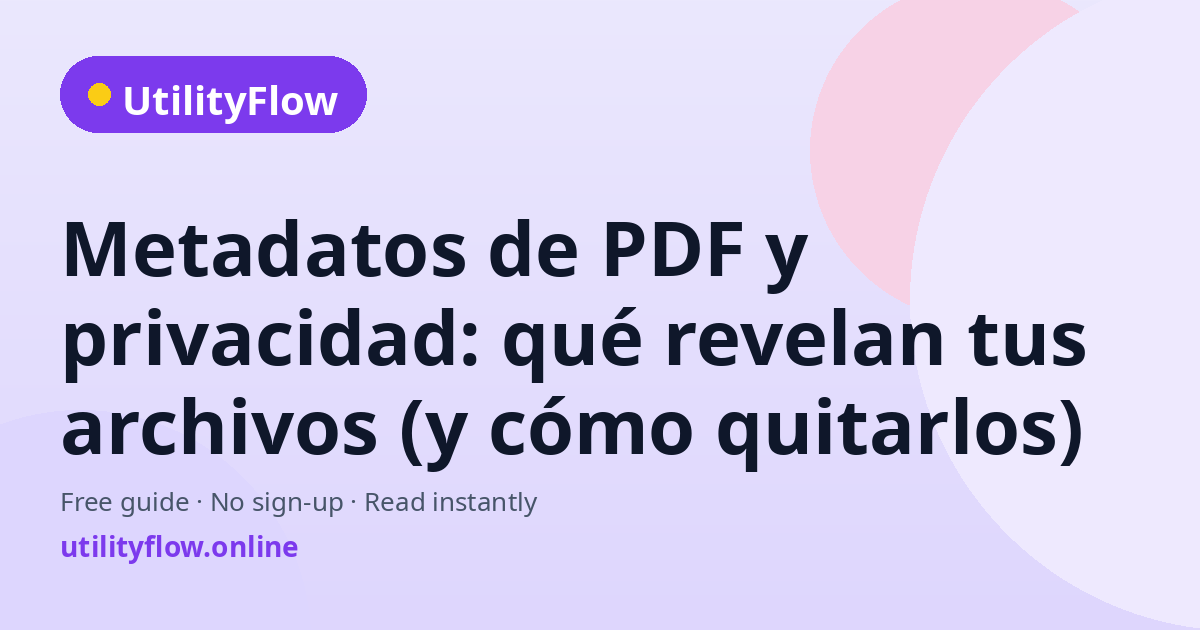 UtilityFlow
Metadatos de PDF y
privacidad: qué revelan tus
archivos (y cómo quitarlos)
Free guide · No sign-up · Read instantly
utilityflow.online